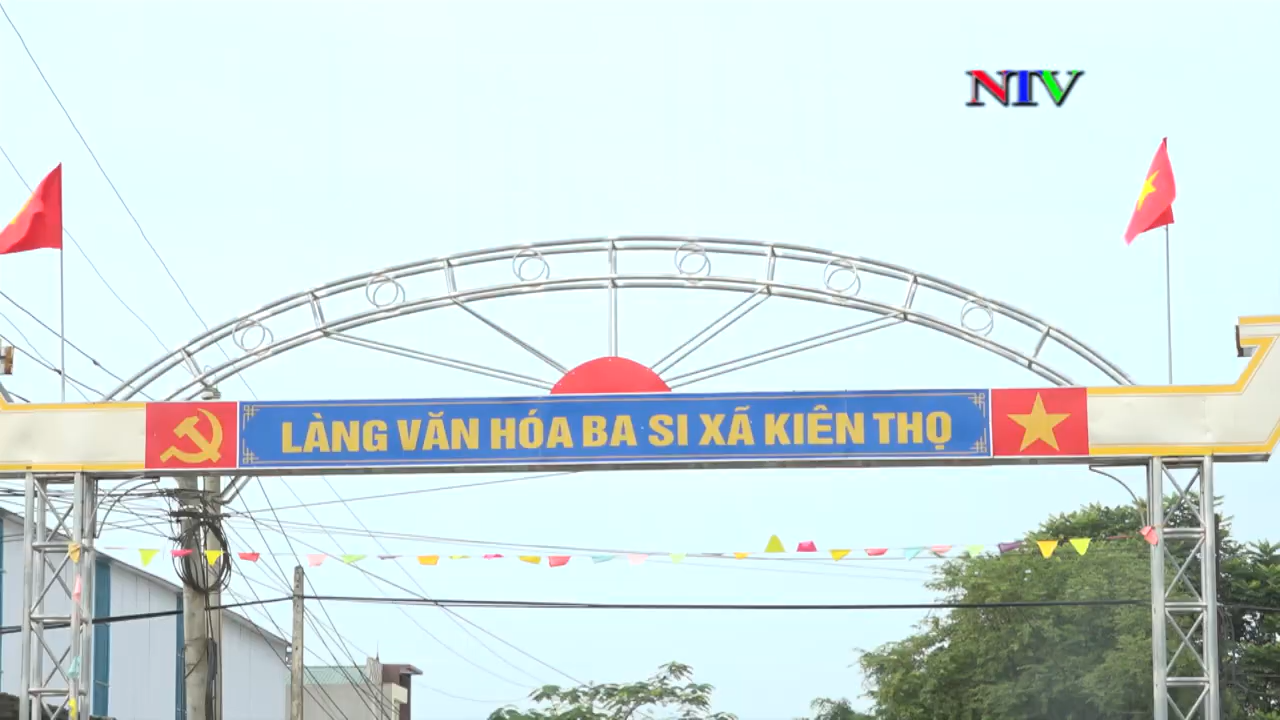 NTV
LÀNG VĂN HÓA BA SI XÃ KIÊN THỌ